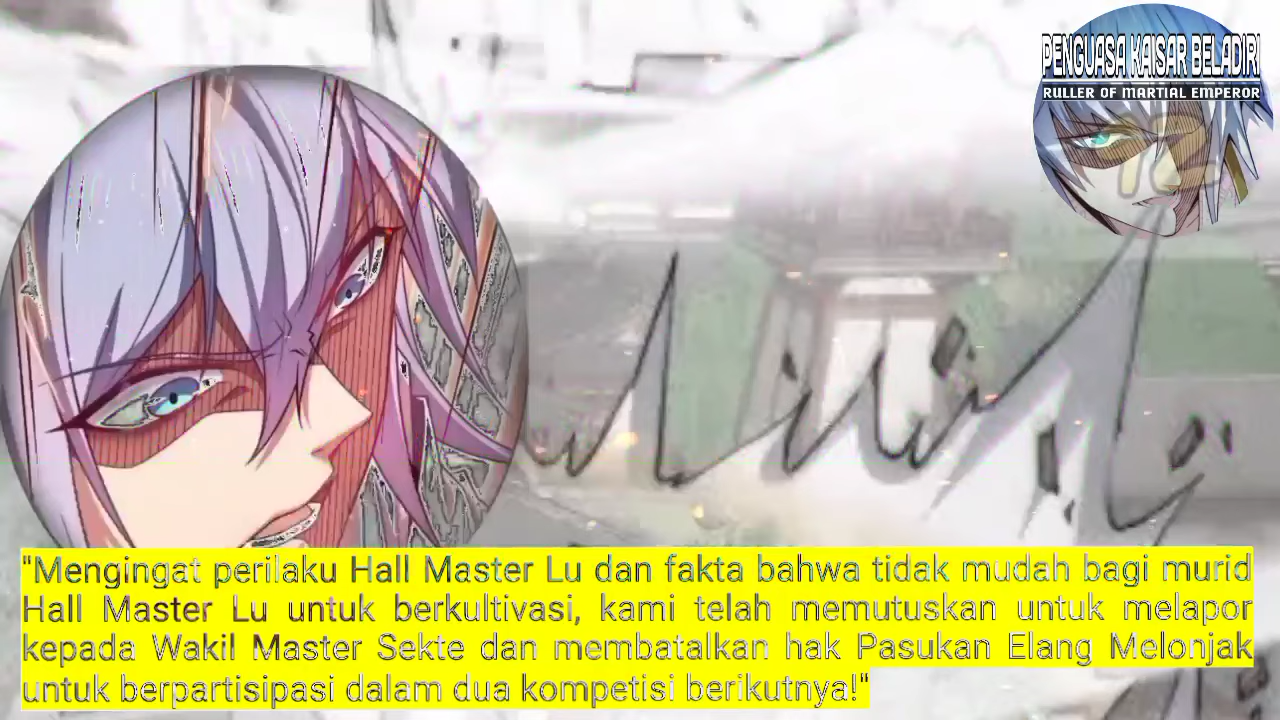 PENGUASA KAISAR BELADIRI
RULLER OF MARTIAL EMPEROR
"Mengingat perilaku Hall Master Lu dan fakta bahwa tidak mudah bagi murid
Hall Master Lu untuk berkultivasi, kami telah memutuskan untuk melapor
kepada Wakil Master Sekte dan membatalkan hak Pasukan Elang Melonjak
untuk berpartisipasi dalam dua kompetisi berikutnya!"